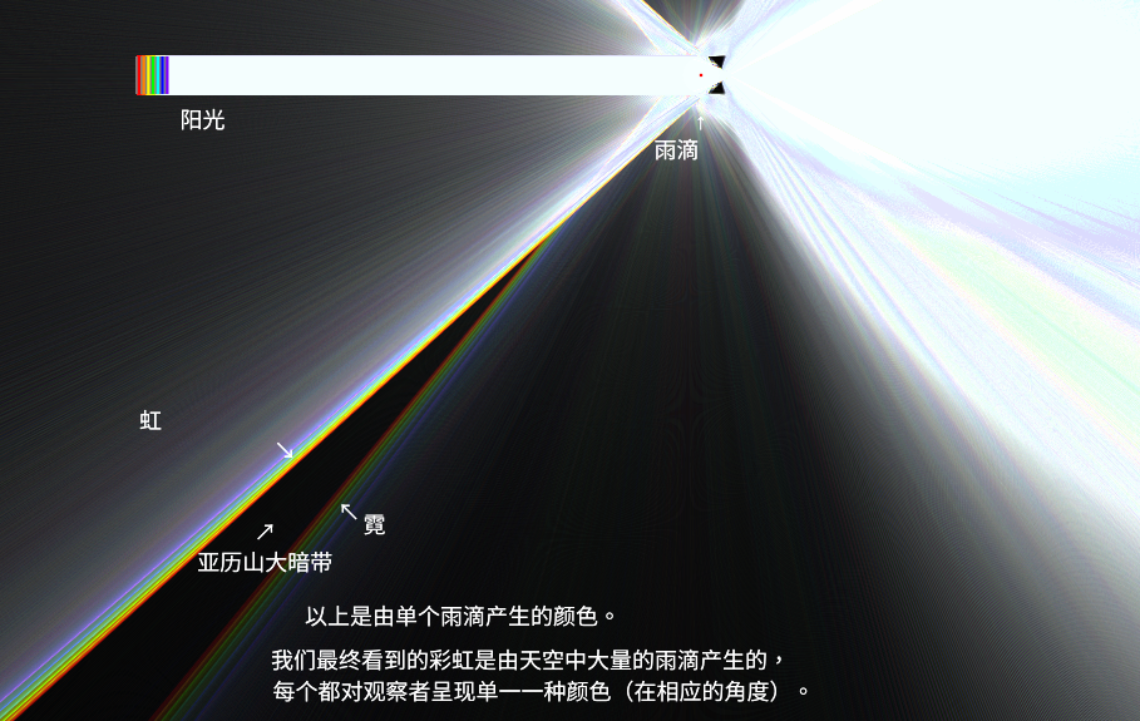 阳光
↑
雨滴
虹
↘
↖ 霓
↗
亚历山大暗带
以上是由单个雨滴产生的颜色。
我们最终看到的彩虹是由天空中大量的雨滴产生的，
每个都对观察者呈现单一一种颜色（在相应的角度）。